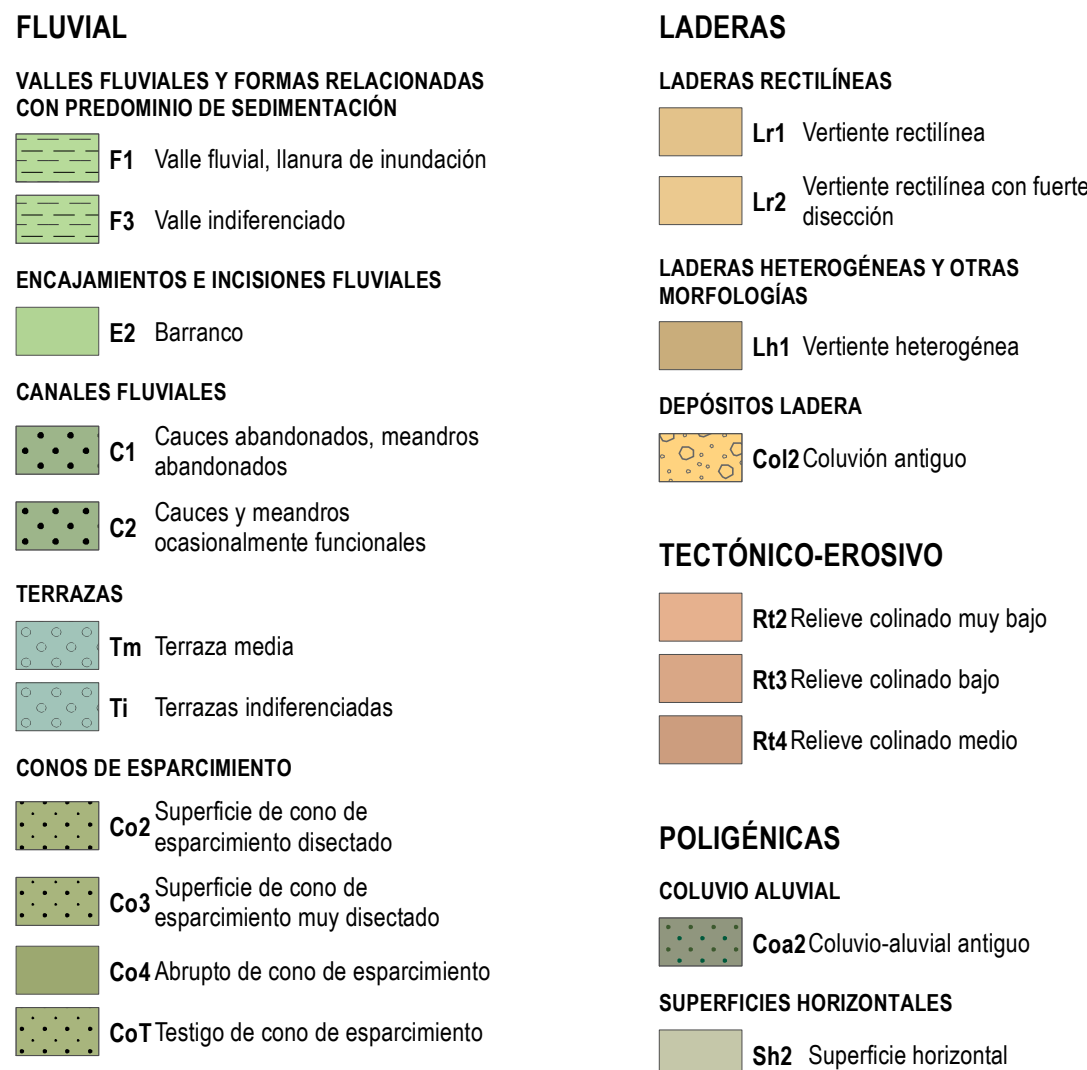 FLUVIAL
VALLES FLUVIALES Y FORMAS RELACIONADAS
CON PREDOMINIO DE SEDIMENTACIÓN
F1 Valle fluvial, llanura de inundación
F3 Valle indiferenciado
ENCAJAMIENTOS E INCISIONES FLUVIALES
E2 Barranco
CANALES FLUVIALES
C1 Cauces abandonados, meandros
abandonados
C2 Cauces y meandros
ocasionalmente funcionales
TERRAZAS
Tm Terraza media
Ti Terrazas indiferenciadas
CONOS DE ESPARCIMIENTO
Co2 Superficie de cono de
esparcimiento disectado
Co3 Superficie de cono de
esparcimiento muy disectado
Co4 Abrupto de cono de esparcimiento
CoT Testigo de cono de esparcimiento
LADERAS
LADERAS RECTILÍNEAS
Lr1 Vertiente rectilínea
Lr2 Vertiente rectilínea con fuerte
disección
LADERAS HETEROGÉNEAS Y OTRAS
MORFOLOGÍAS
Lh1 Vertiente heterogénea
DEPÓSITOS LADERA
Col2 Coluvión antiguo
TECTÓNICO-EROSIVO
Rt2 Relieve colinado muy bajo
Rt3 Relieve colinado bajo
Rt4 Relieve colinado medio
POLIGÉNICAS
COLUVIO ALUVIAL
Coa2 Coluvio-aluvial antiguo
SUPERFICIES HORIZONTALES
Sh2 Superficie horizontal